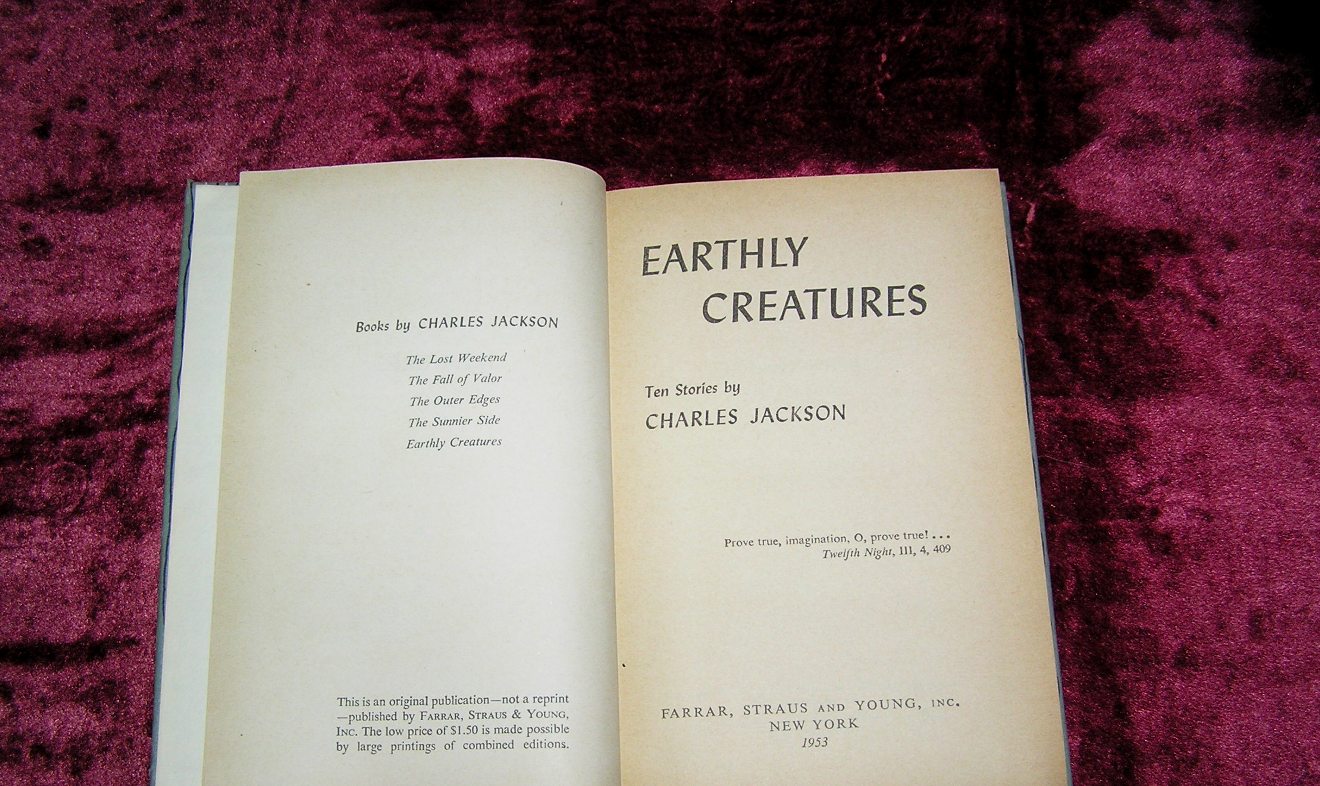 Books by CHARLES JACKSON
The Lost Weekend
The Fall of Valor
The Outer Edges
The Sunnier Side
Earthly Creatures
This is an original publication—not a reprint
—published by FARRAR, STRAUS & YOUNG,
INC. The low price of $1.50 is made possible
by large printings of combined editions.
EARTHLY
CREATURES
Ten Stories by
CHARLES JACKSON
Prove true, imagination, O, prove true! . . .
Twelfth Night, III, 4, 409
FARRAR, STRAUS AND YOUNG, INC.
NEW YORK
1953